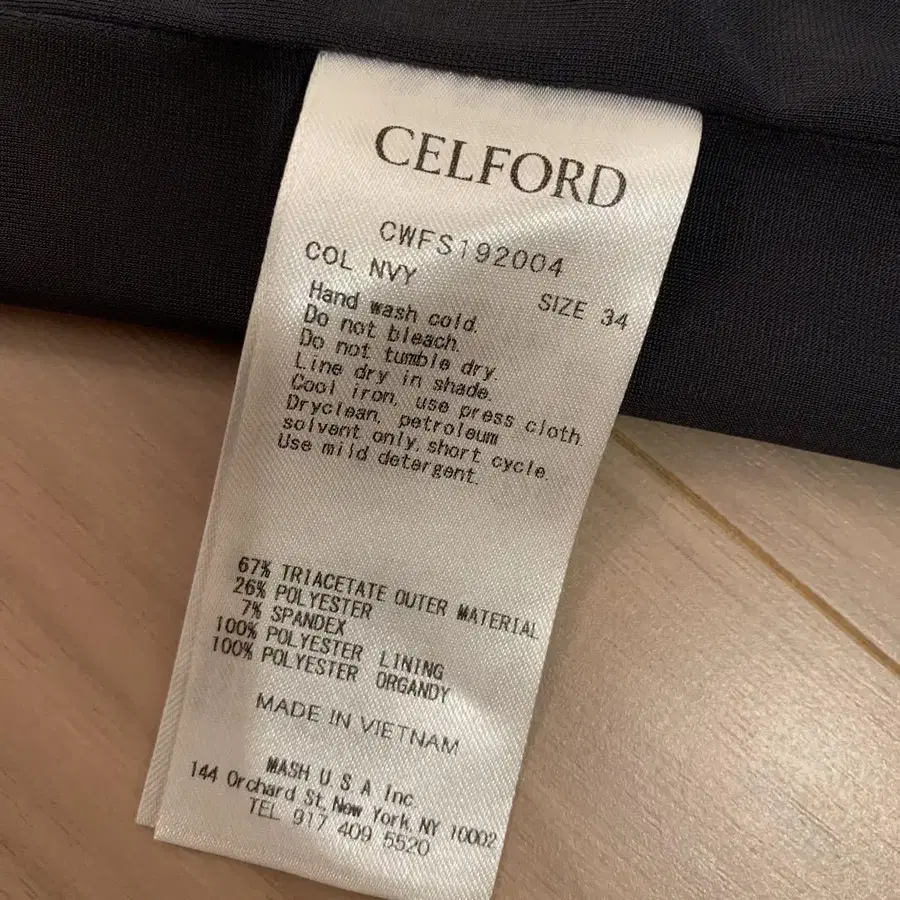 CELFORD
CWFS192004
COL NVY SIZE 34
Hand wash cold.
Do not bleach.
Do not tumble dry.
Line dry in shade.
Cool iron, use press cloth
Dryclean, petroleum
solvent only, short cycle.
Use mild detergent.
67% TRIACETATE OUTER MATERIAL
26% POLYESTER
7% SPANDEX
100% POLYESTER LINING
100% POLYESTER ORGANDY
MADE IN VIETNAM
MASH U S A Inc.
144 Orchard St, New York, NY 10002
TEL 917 409 5520